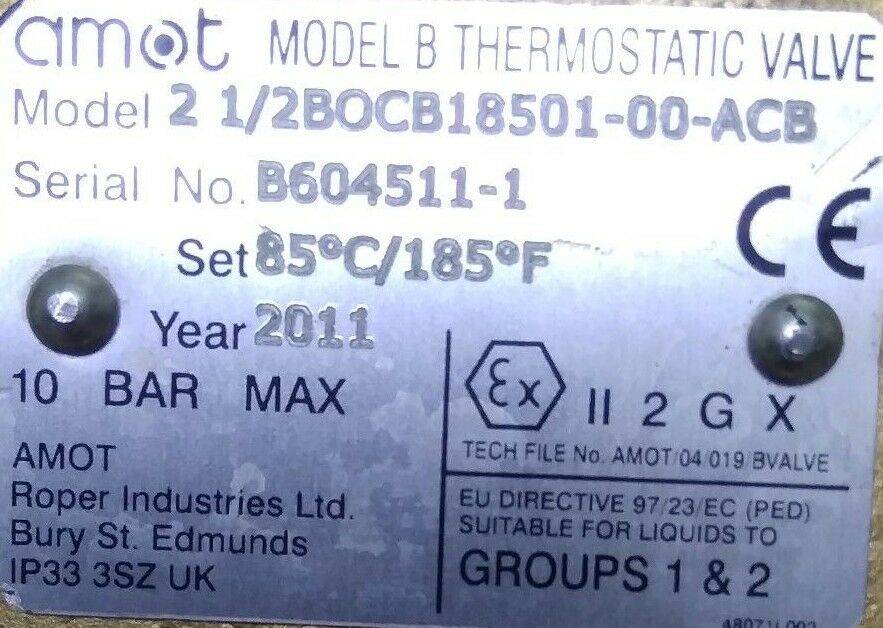 amot MODEL B THERMOSTATIC VALVE
Model 2 1/2BOCB18501-00-ACB
Serial No. B604511-1
CE
Set 85°C/185°F
Year 2011
10 BAR MAX
Ex II 2 G X
TECH FILE No. AMOT/04/019/BVALVE
AMOT
Roper Industries Ltd.
Bury St. Edmunds
IP33 3SZ UK
EU DIRECTIVE 97/23/EC (PED)
SUITABLE FOR LIQUIDS TO
GROUPS 1 & 2